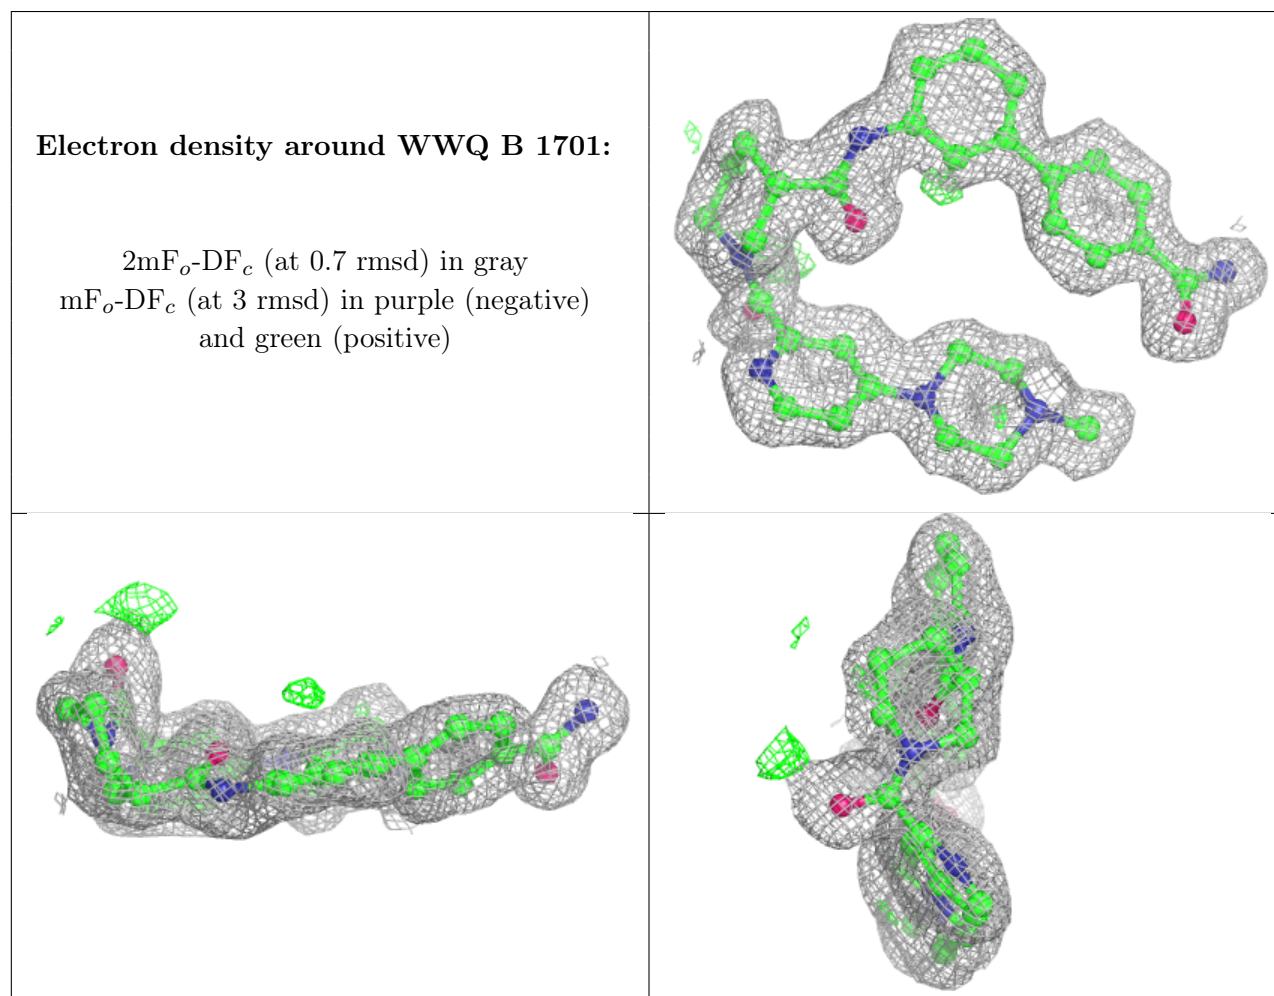 Electron density around WWQ B 1701:
2mFo-DFc (at 0.7 rmsd) in gray
mFo-DFc (at 3 rmsd) in purple (negative)
and green (positive)